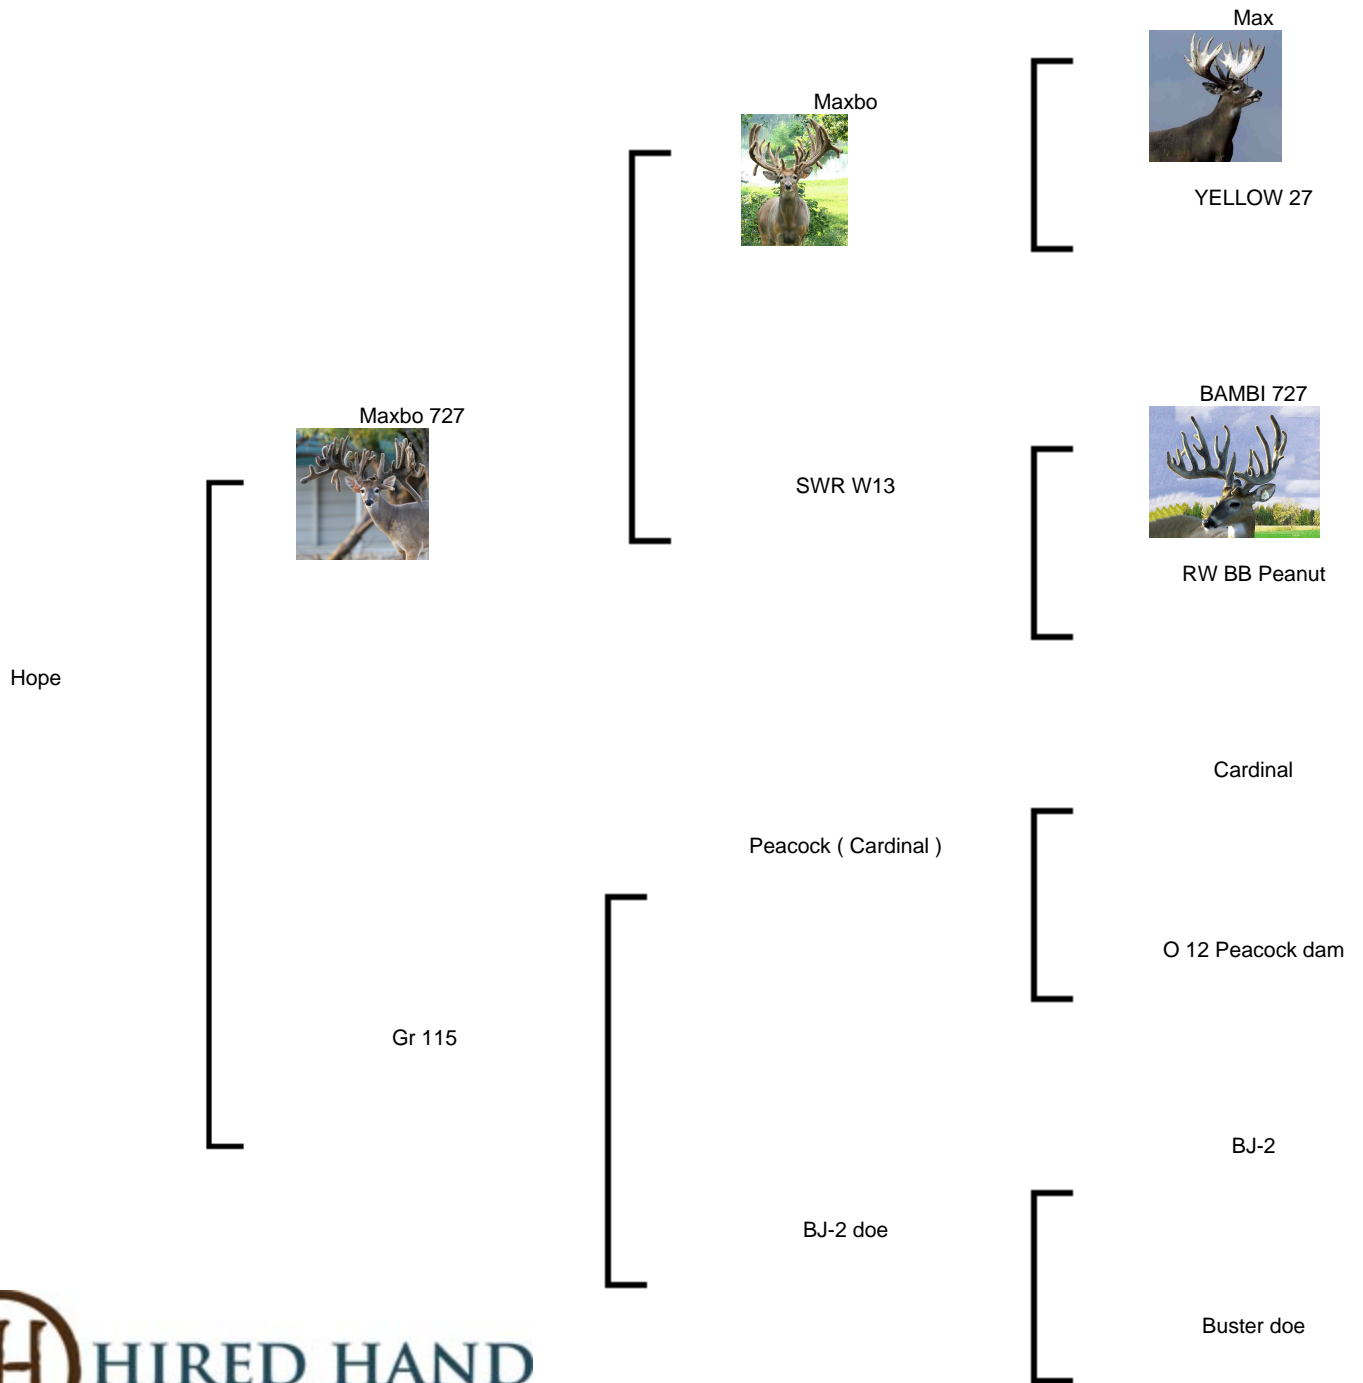 Max
Maxbo
YELLOW 27
BAMBI 727
Maxbo 727
SWR W13
RW BB Peanut
Hope
Cardinal
Peacock ( Cardinal )
O 12 Peacock dam
Gr 115
BJ-2
BJ-2 doe
Buster doe
H HIRED HAND